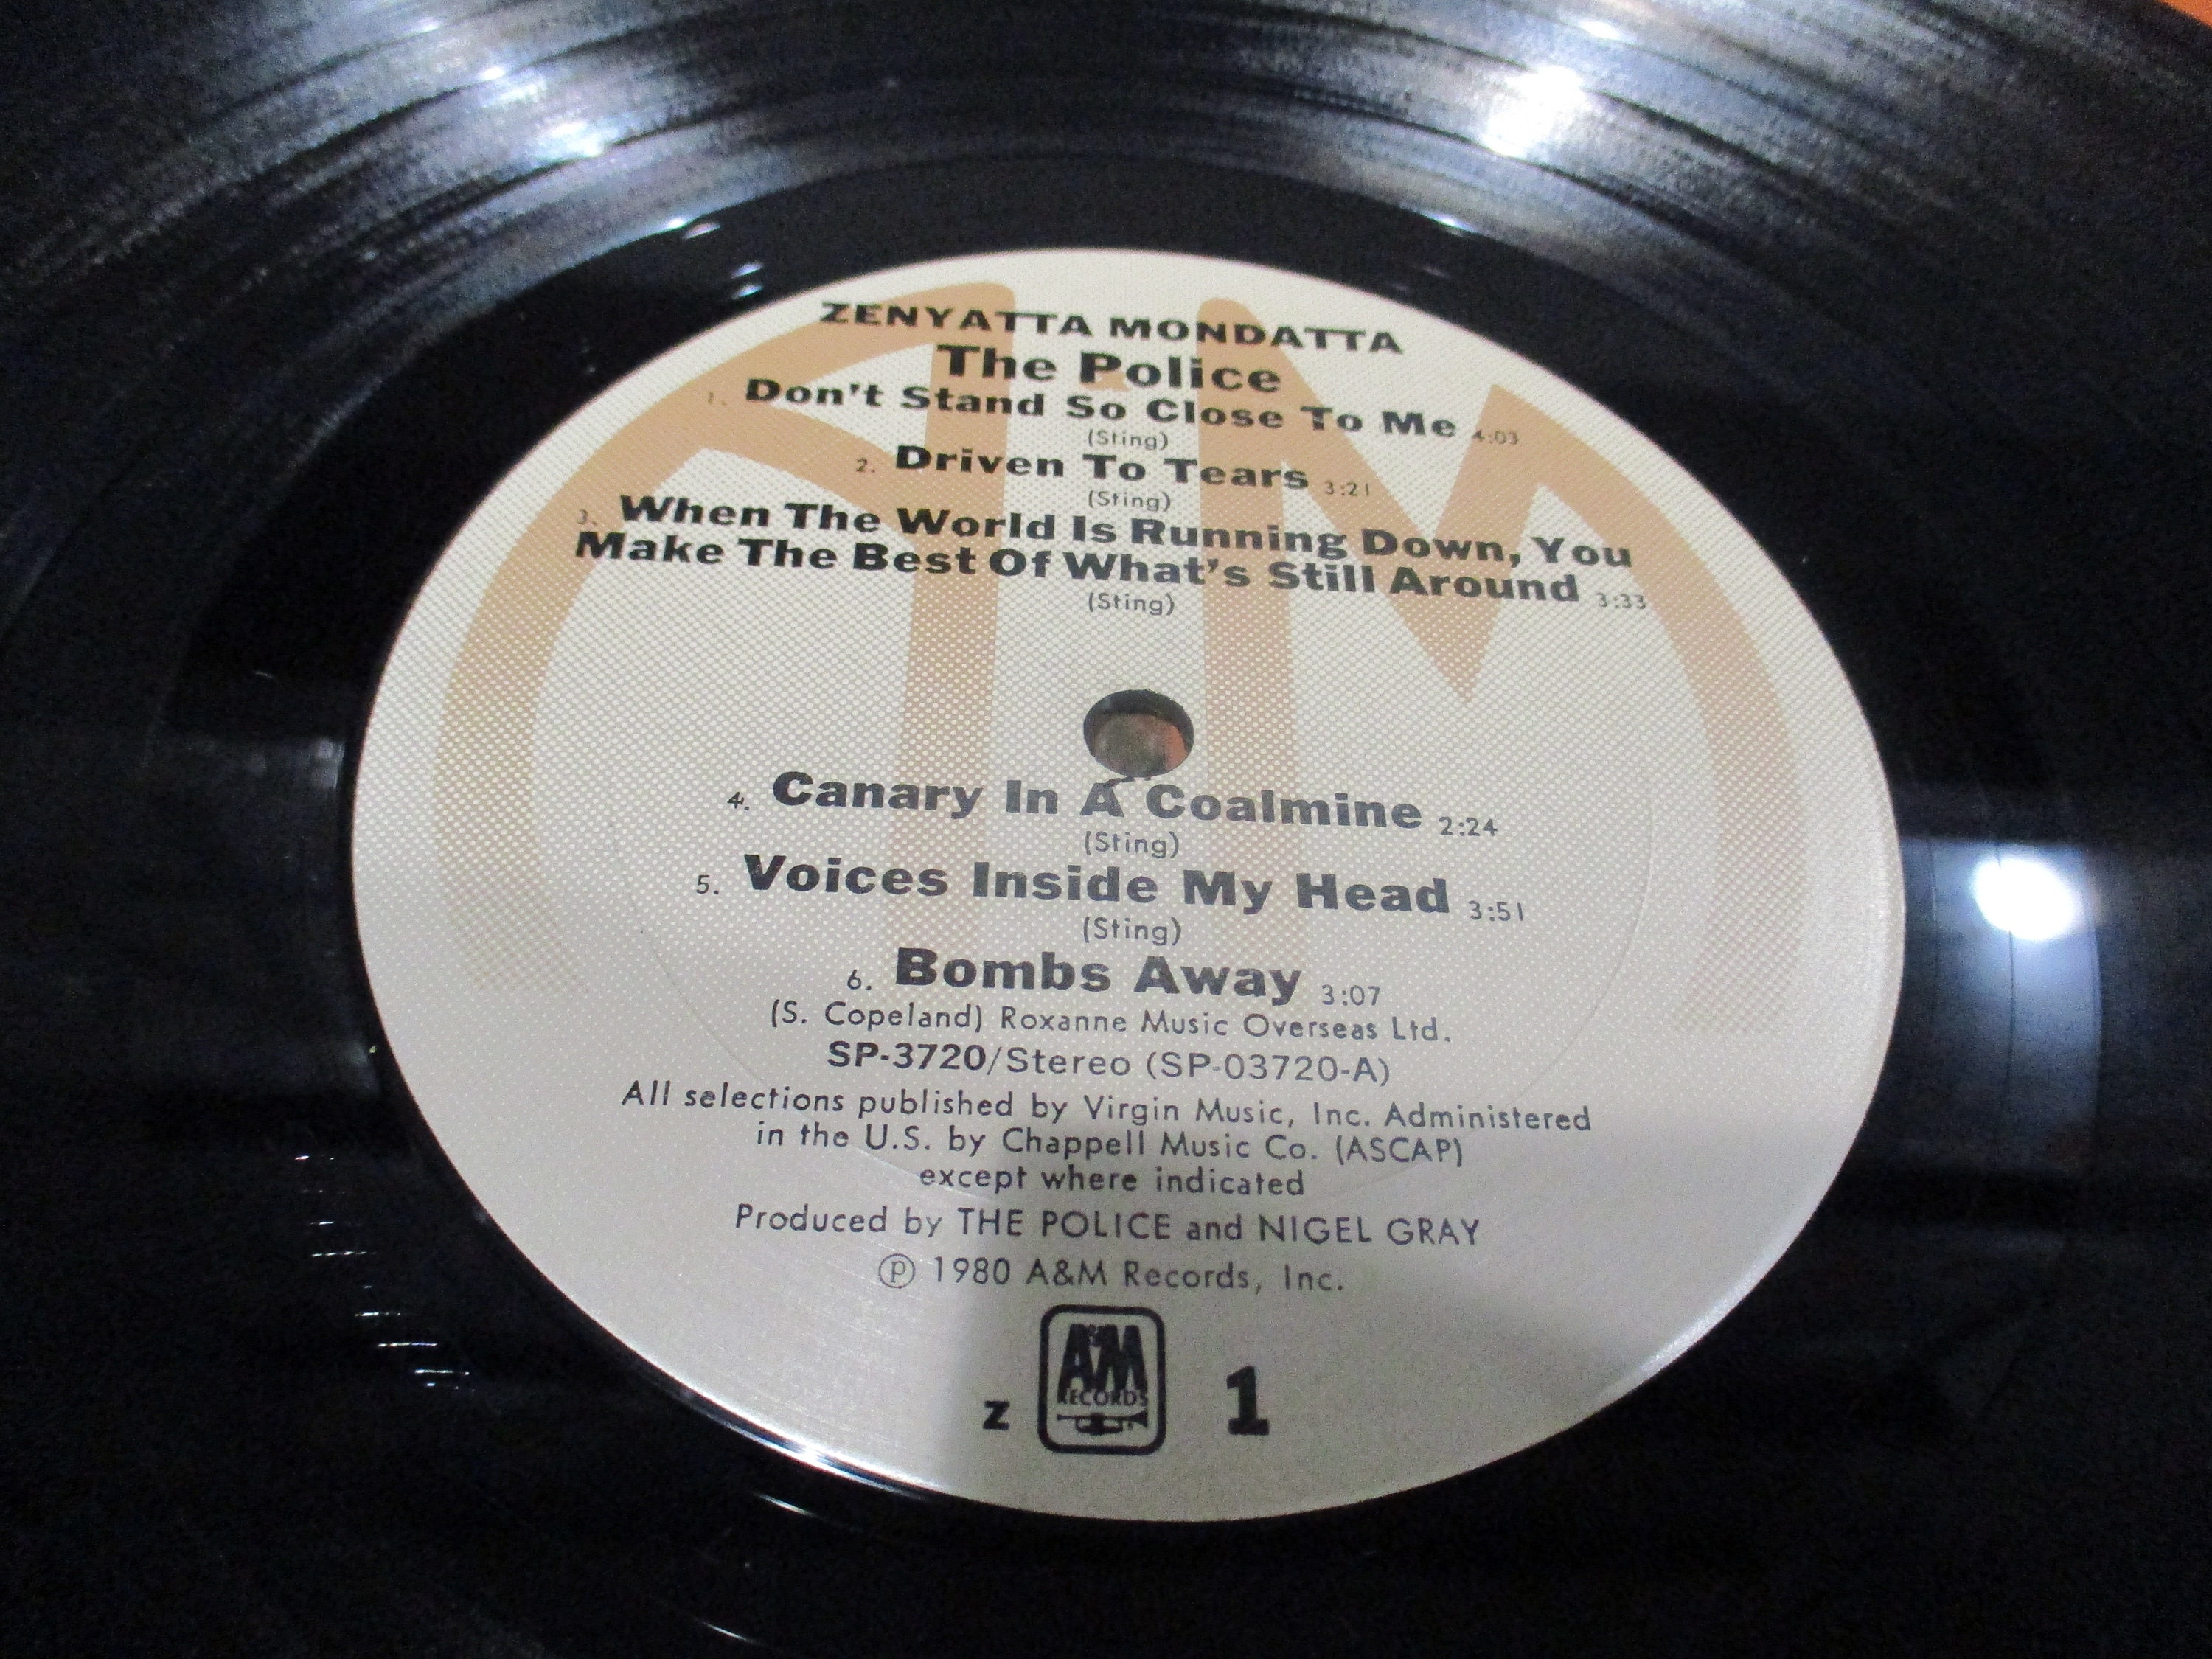 ZENYATTA MONDATTA
The Police
1. Don't Stand So Close To Me 4:03
(Sting)
2. Driven To Tears 3:21
(Sting)
3. When The World Is Running Down, You
Make The Best Of What's Still Around 3:33
(Sting)
4. Canary In A Coalmine 2:24
(Sting)
5. Voices Inside My Head 3:51
(Sting)
6. Bombs Away 3:07
(S. Copeland) Roxanne Music Overseas Ltd.
SP-3720/Stereo (SP-03720-A)
All selections published by Virgin Music, Inc. Administered
in the U.S. by Chappell Music Co. (ASCAP)
except where indicated
Produced by THE POLICE and NIGEL GRAY
Ⓟ 1980 A&M Records, Inc.
A&M
RECORDS
z 1